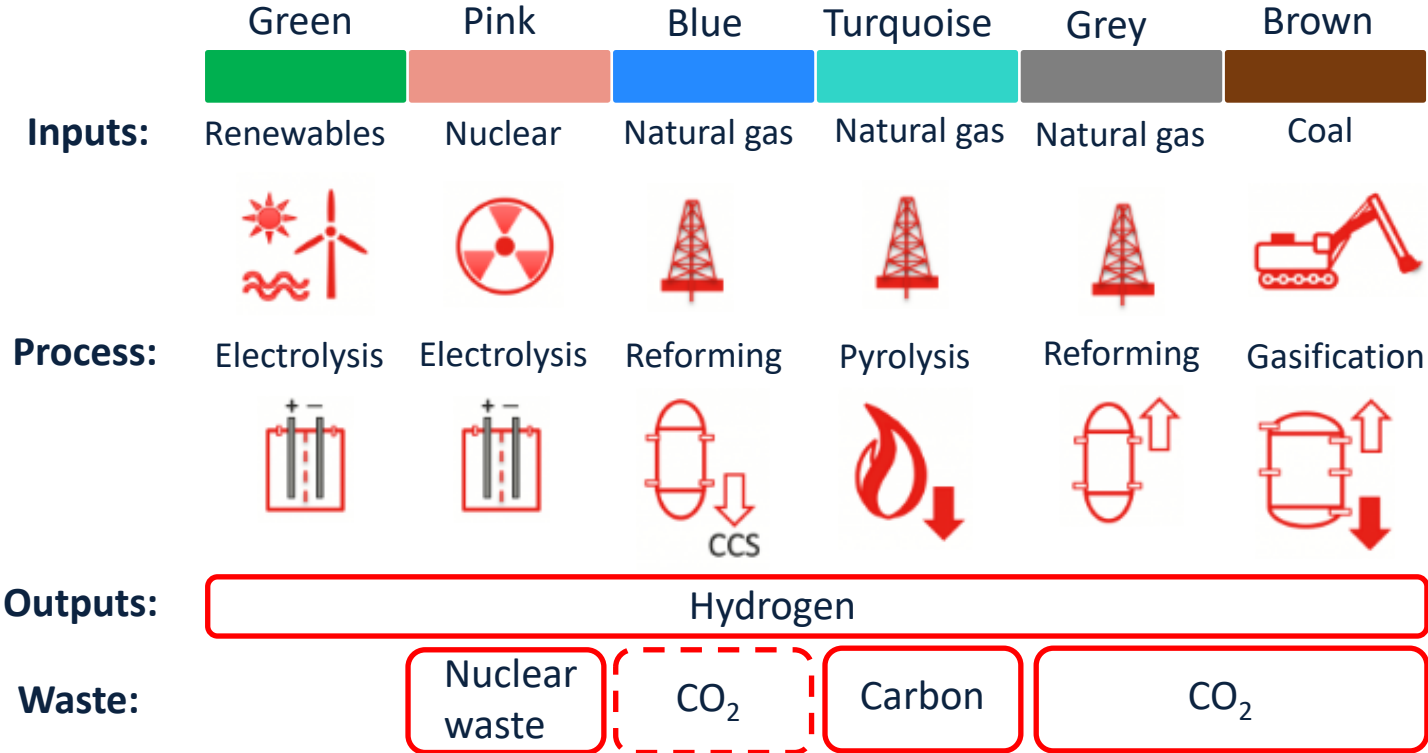 Green Pink Blue Turquoise Grey Brown
Inputs: Renewables Nuclear Natural gas Natural gas Natural gas Coal
Process: Electrolysis Electrolysis Reforming Pyrolysis Reforming Gasification
+ − + −
CCS
Outputs: Hydrogen
Waste: Nuclear waste CO₂ Carbon CO₂